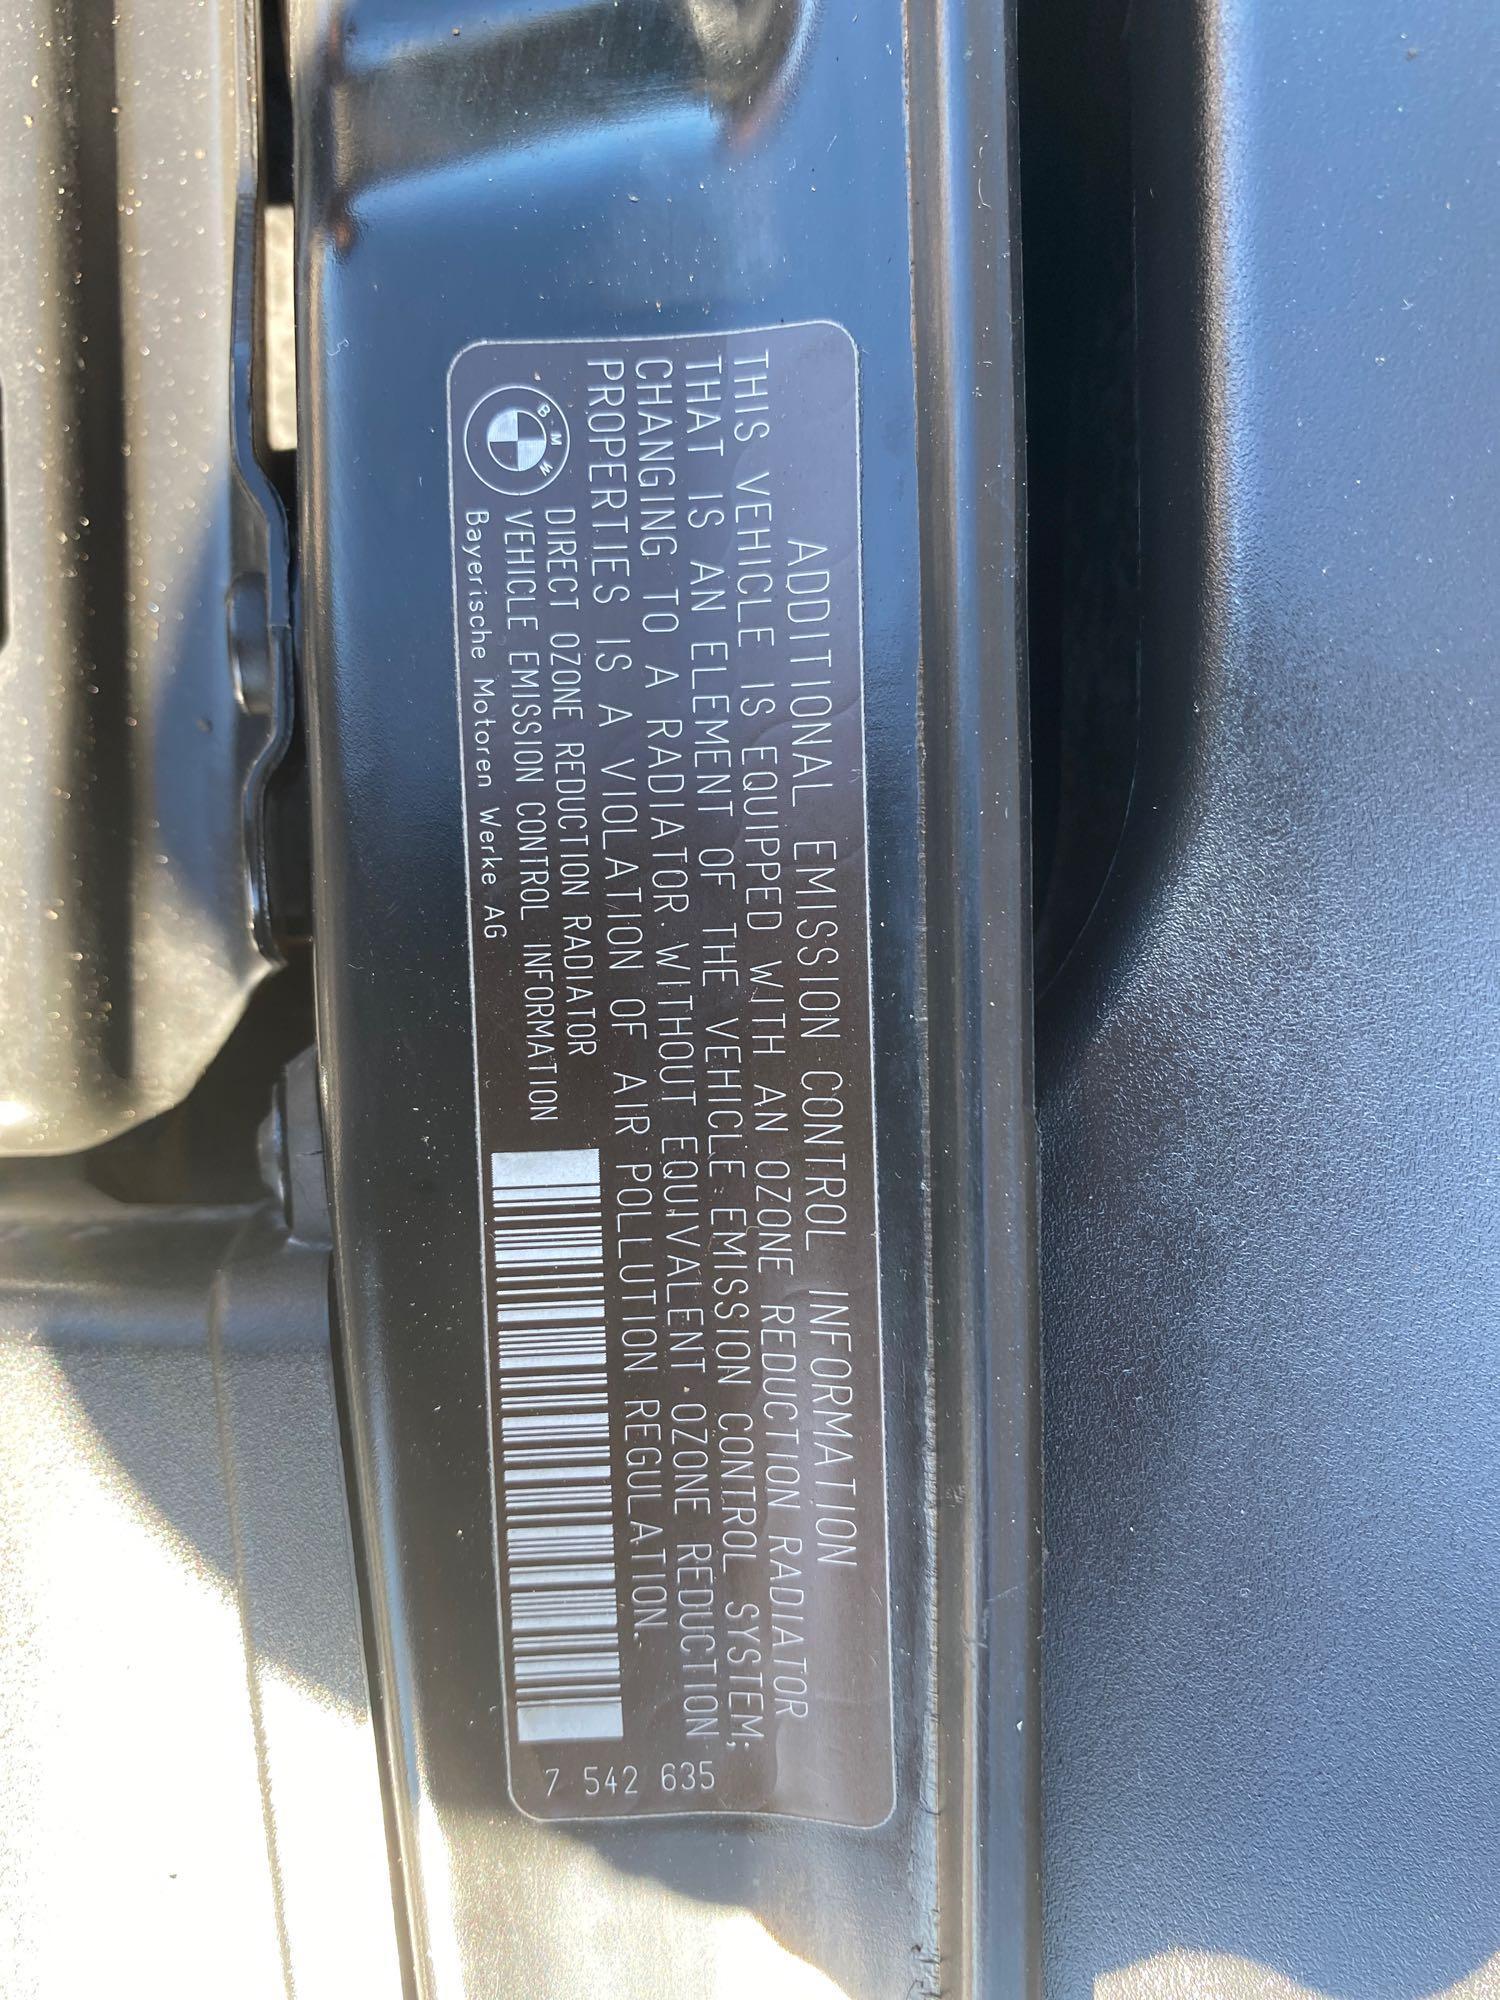 ADDITIONAL EMISSION CONTROL INFORMATION
THIS VEHICLE IS EQUIPPED WITH AN OZONE REDUCTION RADIATOR
THAT IS AN ELEMENT OF THE VEHICLE EMISSION CONTROL SYSTEM;
CHANGING TO A RADIATOR WITHOUT EQUIVALENT OZONE REDUCTION
PROPERTIES IS A VIOLATION OF AIR POLLUTION REGULATION.
BMW
DIRECT OZONE REDUCTION RADIATOR
VEHICLE EMISSION CONTROL INFORMATION
Bayerische Motoren Werke AG
7 542 635